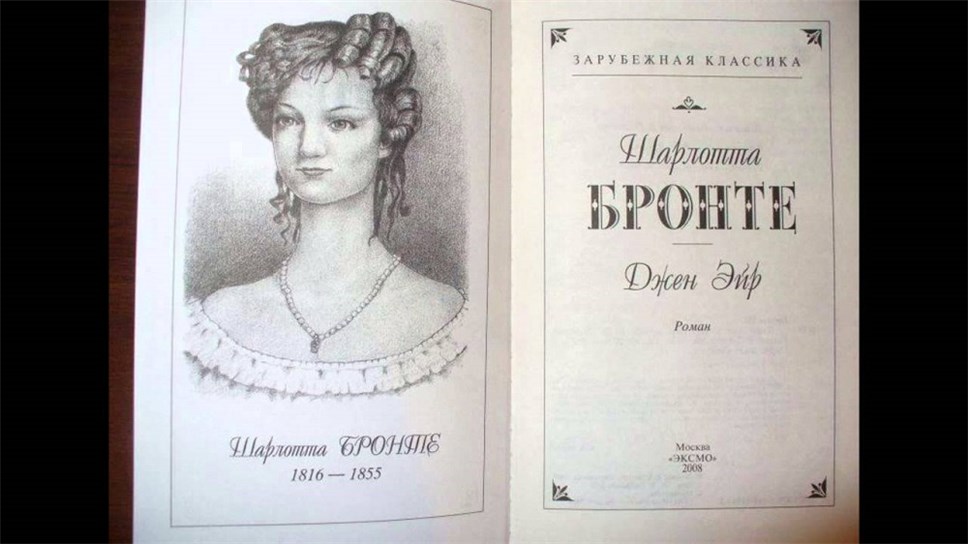 Шарлотта БРОНТЕ
1816 — 1855
ЗАРУБЕЖНАЯ КЛАССИКА
Шарлотта
БРОНТЕ
Джен Эйр
Роман
Москва
«ЭКСМО»
2008